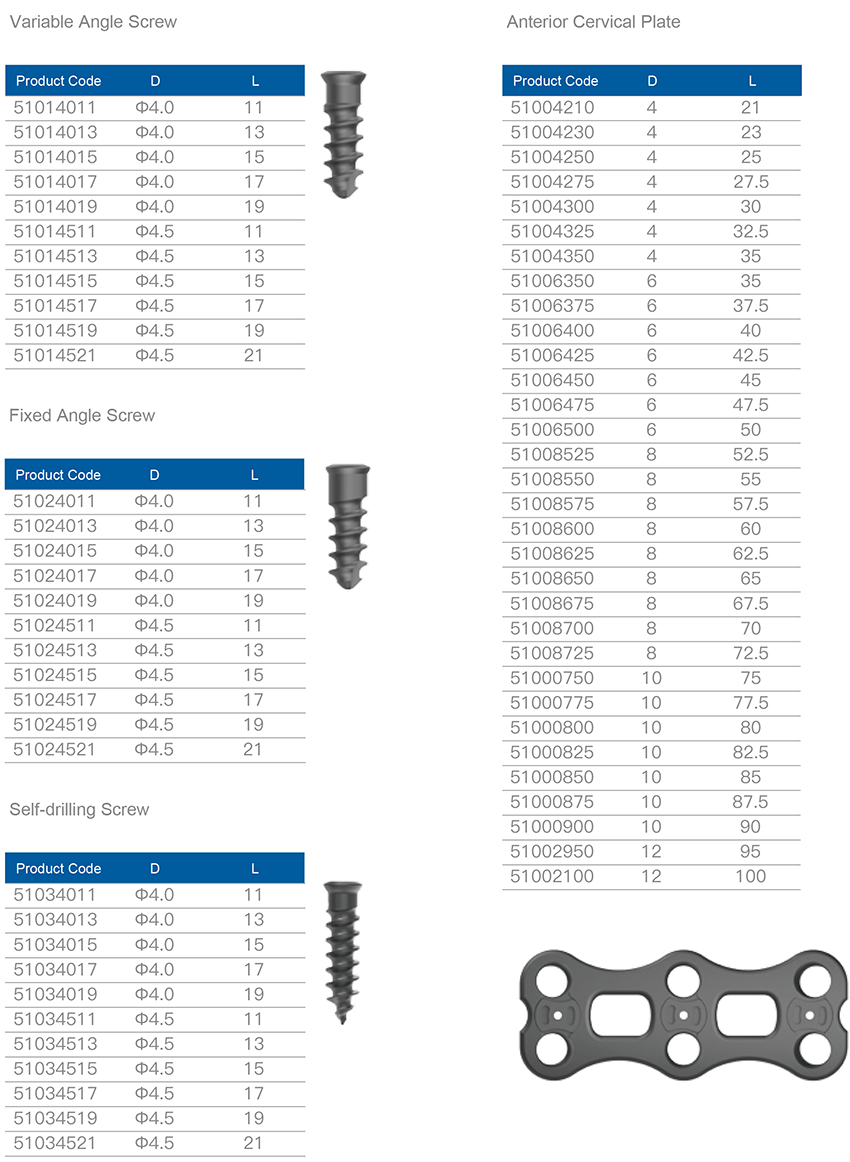 Variable Angle Screw
Product Code D L
51014011 Φ4.0 11
51014013 Φ4.0 13
51014015 Φ4.0 15
51014017 Φ4.0 17
51014019 Φ4.0 19
51014511 Φ4.5 11
51014513 Φ4.5 13
51014515 Φ4.5 15
51014517 Φ4.5 17
51014519 Φ4.5 19
51014521 Φ4.5 21
Fixed Angle Screw
Product Code D L
51024011 Φ4.0 11
51024013 Φ4.0 13
51024015 Φ4.0 15
51024017 Φ4.0 17
51024019 Φ4.0 19
51024511 Φ4.5 11
51024513 Φ4.5 13
51024515 Φ4.5 15
51024517 Φ4.5 17
51024519 Φ4.5 19
51024521 Φ4.5 21
Self-drilling Screw
Product Code D L
51034011 Φ4.0 11
51034013 Φ4.0 13
51034015 Φ4.0 15
51034017 Φ4.0 17
51034019 Φ4.0 19
51034511 Φ4.5 11
51034513 Φ4.5 13
51034515 Φ4.5 15
51034517 Φ4.5 17
51034519 Φ4.5 19
51034521 Φ4.5 21
Anterior Cervical Plate
Product Code D L
51004210 4 21
51004230 4 23
51004250 4 25
51004275 4 27.5
51004300 4 30
51004325 4 32.5
51004350 4 35
51006350 6 35
51006375 6 37.5
51006400 6 40
51006425 6 42.5
51006450 6 45
51006475 6 47.5
51006500 6 50
51008525 8 52.5
51008550 8 55
51008575 8 57.5
51008600 8 60
51008625 8 62.5
51008650 8 65
51008675 8 67.5
51008700 8 70
51008725 8 72.5
51000750 10 75
51000775 10 77.5
51000800 10 80
51000825 10 82.5
51000850 10 85
51000875 10 87.5
51000900 10 90
51002950 12 95
51002100 12 100